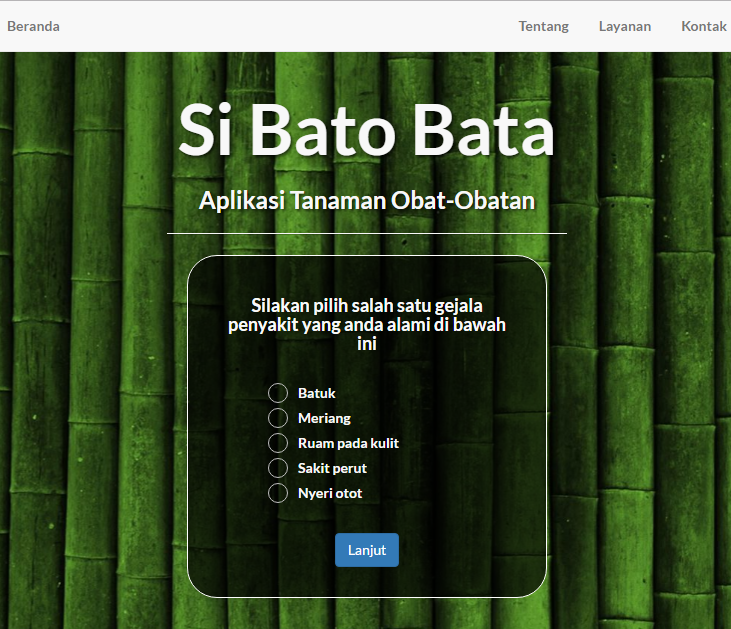 Beranda Tentang Layanan Kontak
Si Bato Bata
Aplikasi Tanaman Obat-Obatan
Silakan pilih salah satu gejala
penyakit yang anda alami di bawah
ini
Batuk
Meriang
Ruam pada kulit
Sakit perut
Nyeri otot
Lanjut